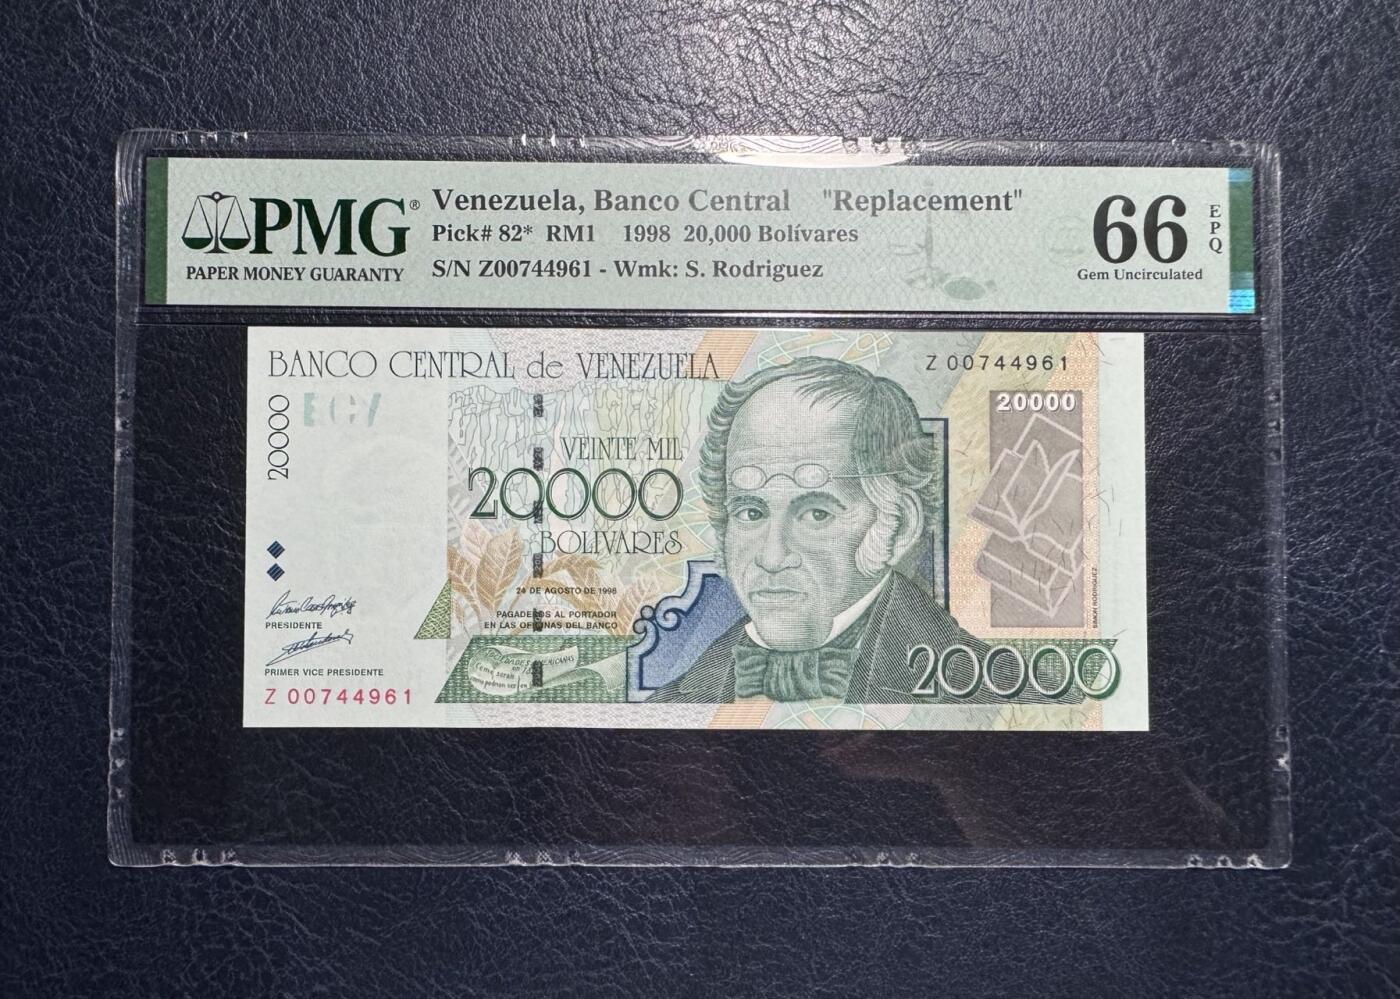 PMG®
PAPER MONEY GUARANTY
Venezuela, Banco Central "Replacement"
Pick# 82* RM1 1998 20,000 Bolívares
S/N Z00744961 - Wmk: S. Rodriguez
66
EPQ
Gem Uncirculated
BANCO CENTRAL de VENEZUELA
Z 00744961
20000
BCV
20000
VEINTE MIL
20000
BOLIVARES
24 DE AGOSTO DE 1998
PAGADEROS AL PORTADOR
EN LAS OFICINAS DEL BANCO
PRESIDENTE
PRIMER VICE PRESIDENTE
Z 00744961
SIMON RODRIGUEZ
20000